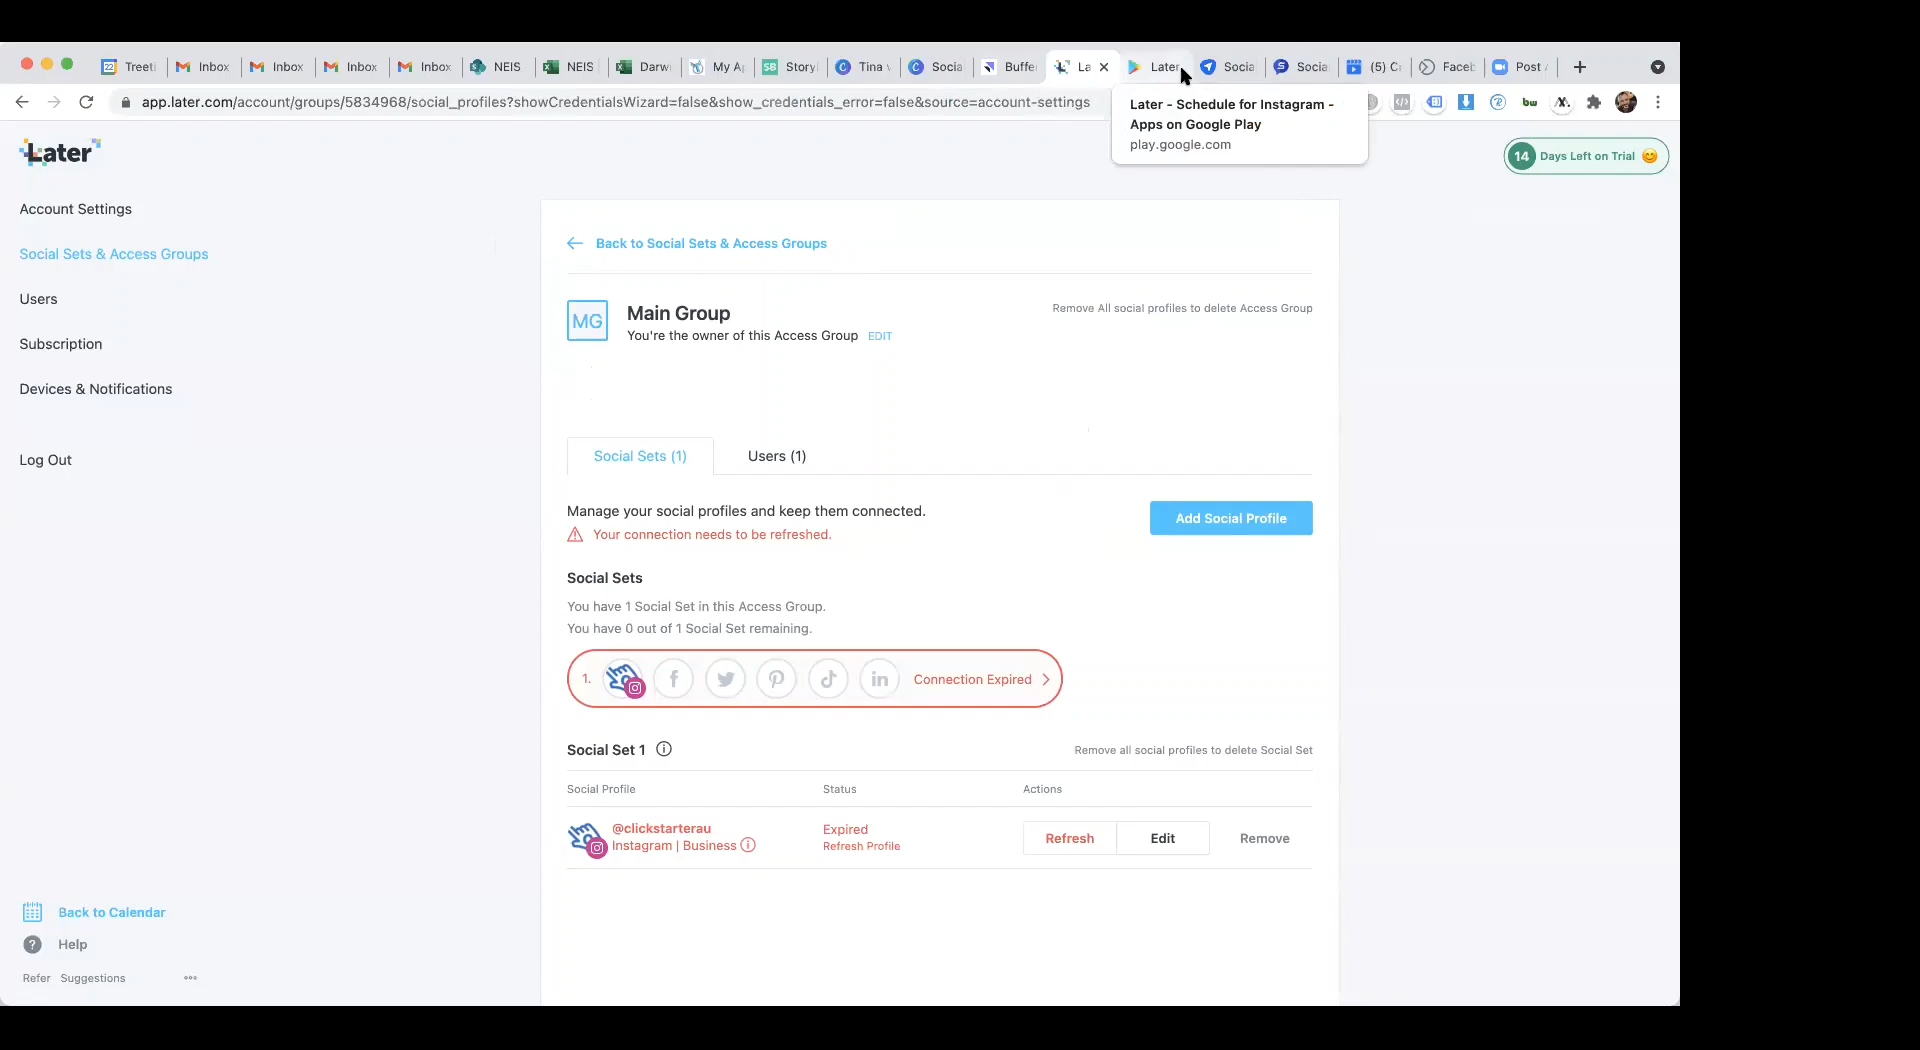 22 Treeti Inbox Inbox Inbox Inbox NEIS NEIS Darw My A SB Story C Tina C Socia Buffe La Later Socia Socia (5) C Faceb Post
app.later.com/account/groups/5834968/social_profiles?showCredentialsWizard=false&show_credentials_error=false&source=account-settings
bw
Later - Schedule for Instagram -
Apps on Google Play
play.google.com
Later
14 Days Left on Trial 😊
Account Settings
Social Sets & Access Groups
Users
Subscription
Devices & Notifications
Log Out
Back to Social Sets & Access Groups
MG Main Group
You're the owner of this Access Group EDIT
Remove All social profiles to delete Access Group
Social Sets (1) Users (1)
Manage your social profiles and keep them connected.
Your connection needs to be refreshed.
Add Social Profile
Social Sets
You have 1 Social Set in this Access Group.
You have 0 out of 1 Social Set remaining.
1. Connection Expired
Social Set 1
Remove all social profiles to delete Social Set
Social Profile Status Actions
@clickstarterau
Instagram | Business
Expired
Refresh Profile
Refresh Edit Remove
Back to Calendar
Help
Refer Suggestions